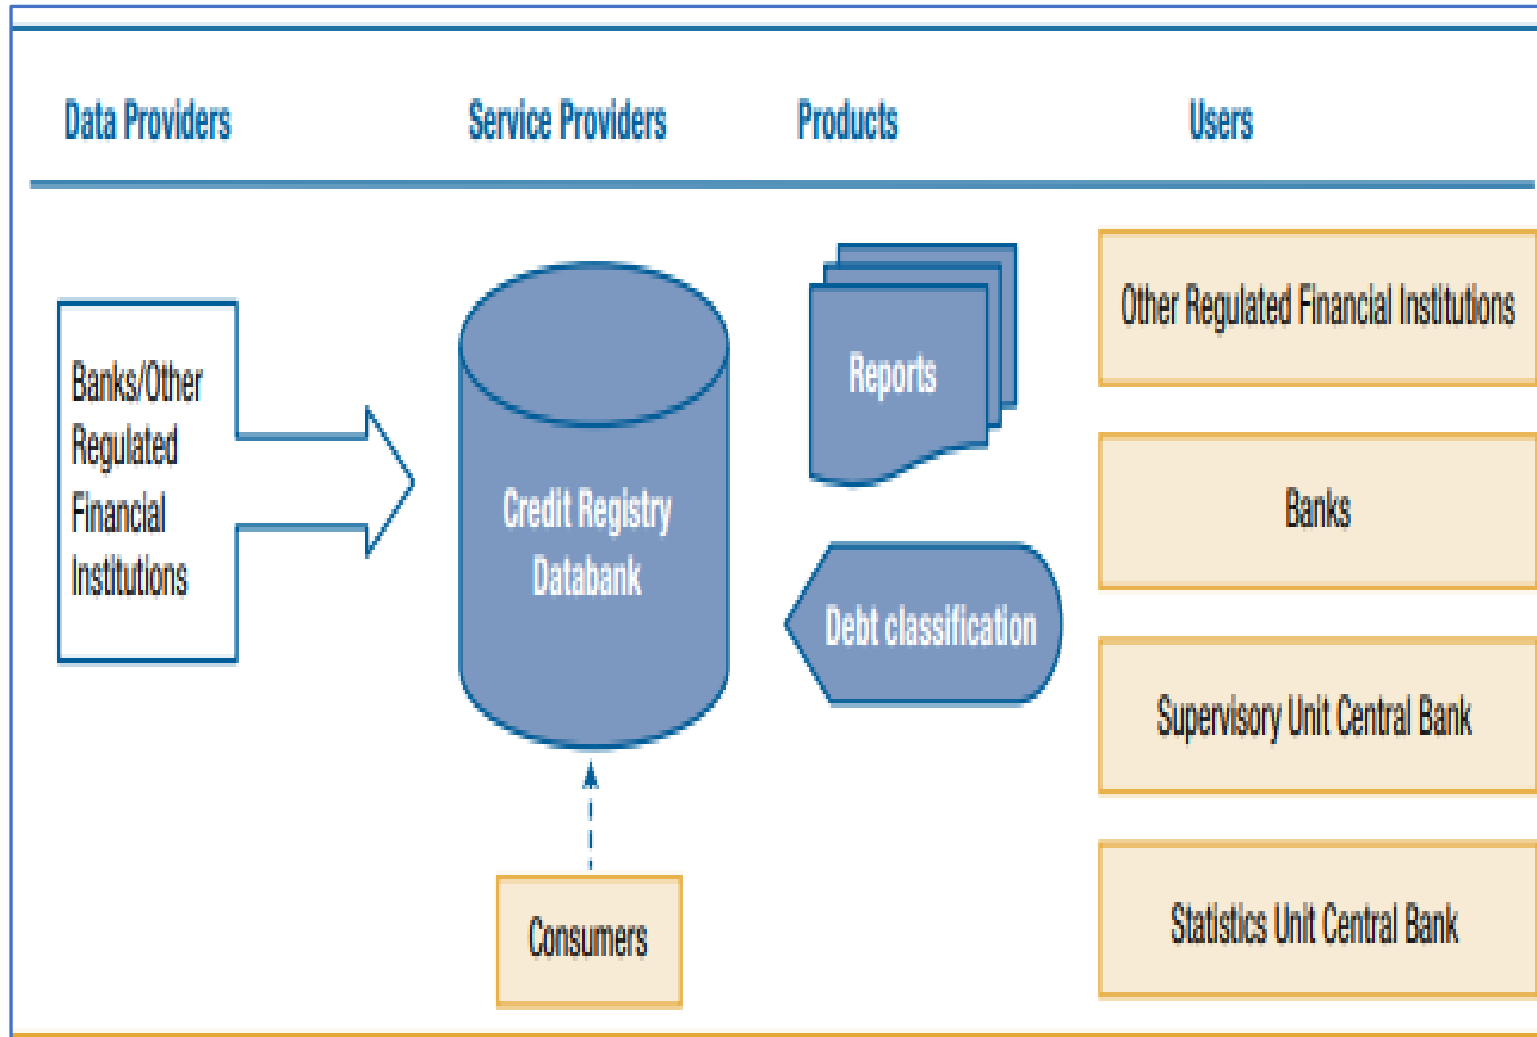 Data Providers
Service Providers
Products
Users
Banks/Other
Regulated
Financial
Institutions
Credit Registry
Databank
Consumers
Reports
Debt classification
Other Regulated Financial Institutions
Banks
Supervisory Unit Central Bank
Statistics Unit Central Bank